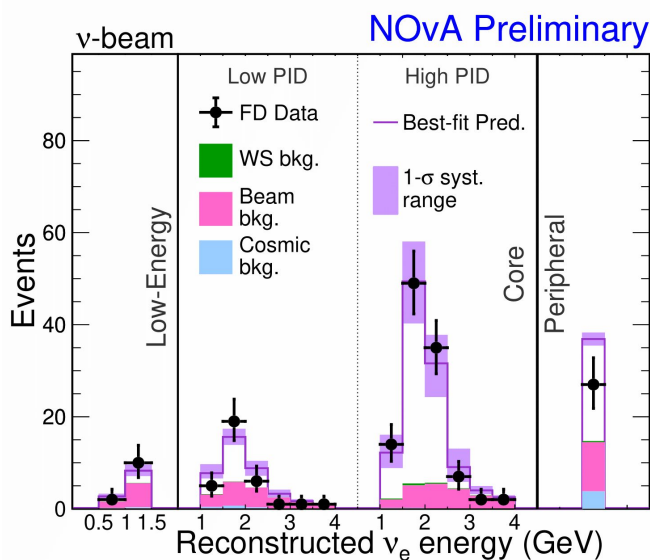 ν-beam
NOvA Preliminary
Low PID
High PID
FD Data
WS bkg.
Beam
bkg.
Cosmic
bkg.
Best-fit Pred.
1-σ syst.
range
Low-Energy
Core
Peripheral
Events
80
60
40
20
0
0.5 1 1.5 1 2 3 4 1 2 3 4
Reconstructed νe energy (GeV)